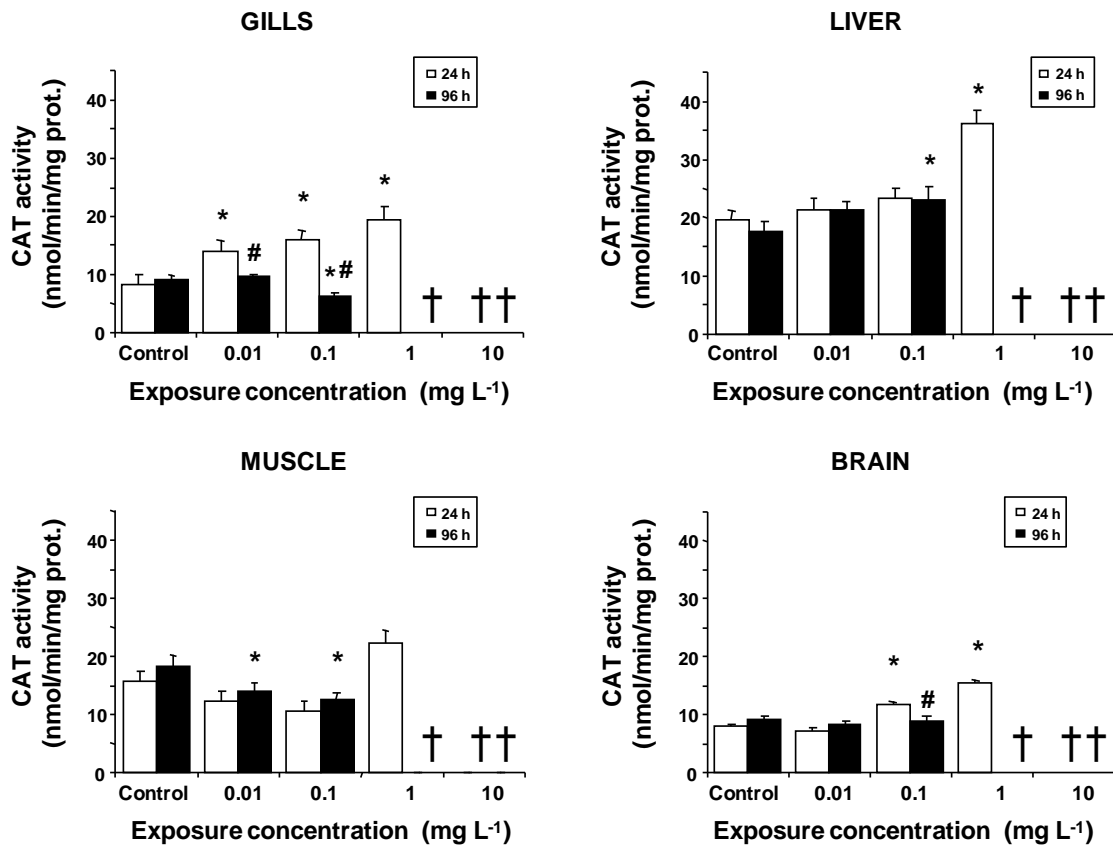 GILLS
24 h
96 h
CAT activity
(nmol/min/mg prot.)
40
30
20
10
0
*
*
*
#
*#
†
††
Control 0.01 0.1 1 10
Exposure concentration (mg L-1)
LIVER
24 h
96 h
CAT activity
(nmol/min/mg prot.)
40
30
20
10
0
*
*
†
††
Control 0.01 0.1 1 10
Exposure concentration (mg L-1)
MUSCLE
24 h
96 h
CAT activity
(nmol/min/mg prot.)
40
30
20
10
0
*
*
†
††
Control 0.01 0.1 1 10
Exposure concentration (mg L-1)
BRAIN
24 h
96 h
CAT activity
(nmol/min/mg prot.)
40
30
20
10
0
*
*
#
†
††
Control 0.01 0.1 1 10
Exposure concentration (mg L-1)